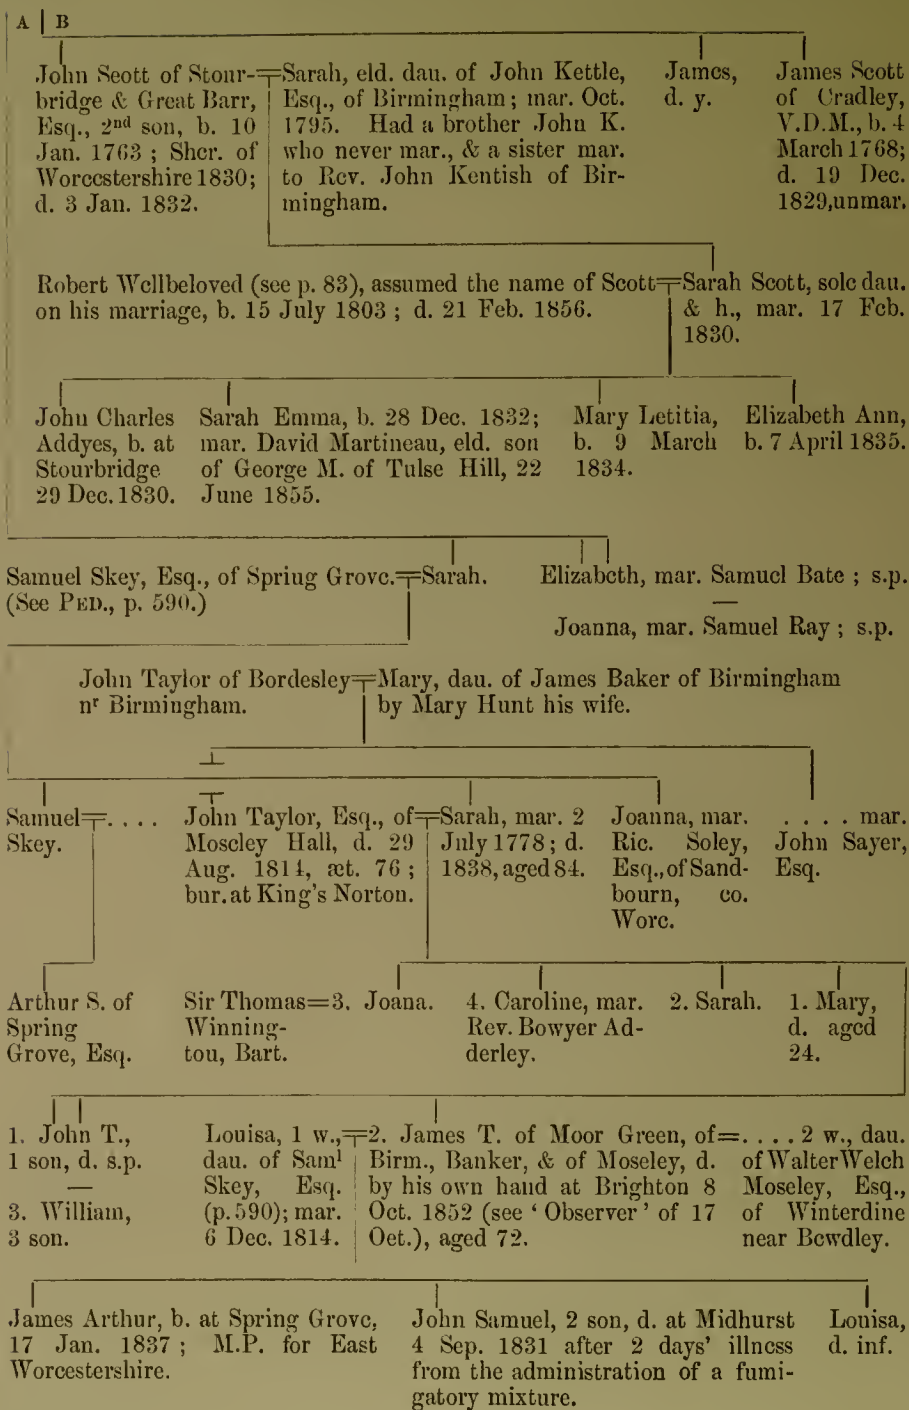 A | B
John Scott of Stour-
bridge & Great Barr,
Esq., 2nd son, b. 10
Jan. 1763 ; Sher. of
Worcestershire 1830;
d. 3 Jan. 1832.
Sarah, eld. dau. of John Kettle,
Esq., of Birmingham; mar. Oct.
1795. Had a brother John K.
who never mar., & a sister mar.
to Rev. John Kentish of Bir-
mingham.
James,
d. y.
James Scott
of Cradley,
V.D.M., b. 4
March 1768;
d. 19 Dec.
1829, unmar.
Robert Wellbeloved (see p. 83), assumed the name of Scott
on his marriage, b. 15 July 1803 ; d. 21 Feb. 1856.
Sarah Scott, sole dau.
& h., mar. 17 Feb.
1830.
John Charles
Addyes, b. at
Stourbridge
29 Dec. 1830.
Sarah Emma, b. 28 Dec. 1832;
mar. David Martineau, eld. son
of George M. of Tulse Hill, 22
June 1855.
Mary Letitia,
b. 9 March
1834.
Elizabeth Ann,
b. 7 April 1835.
Samuel Skey, Esq., of Spring Grove.
(See PED., p. 590.)
Sarah.
Elizabeth, mar. Samuel Bate ; s.p.
—
Joanna, mar. Samuel Ray ; s.p.
John Taylor of Bordesley
nr Birmingham.
Mary, dau. of James Baker of Birmingham
by Mary Hunt his wife.
Samuel
Skey.
. . . .
John Taylor, Esq., of
Moseley Hall, d. 29
Aug. 1814, æt. 76 ;
bur. at King's Norton.
Sarah, mar. 2
July 1778 ; d.
1838, aged 84.
Joanna, mar.
Ric. Soley,
Esq., of Sand-
bourn, co.
Worc.
. . . . mar.
John Sayer,
Esq.
Arthur S. of
Spring
Grove, Esq.
Sir Thomas
Winning-
tou, Bart.
3. Joana.
4. Caroline, mar.
Rev. Bowyer Ad-
derley.
2. Sarah.
1. Mary,
d. aged
24.
1. John T.,
1 son, d. s.p.
—
3. William,
3 son.
Louisa, 1 w.,
dau. of Saml
Skey, Esq.
(p. 590); mar.
6 Dec. 1814.
2. James T. of Moor Green, of
Birm., Banker, & of Moseley, d.
by his own hand at Brighton 8
Oct. 1852 (see ‘ Observer ’ of 17
Oct.), aged 72.
. . . . 2 w., dau.
of Walter Welch
Moseley, Esq.,
of Winterdine
near Bewdley.
James Arthur, b. at Spring Grove,
17 Jan. 1837 ; M.P. for East
Worcestershire.
John Samuel, 2 son, d. at Midhurst
4 Sep. 1831 after 2 days’ illness
from the administration of a fumi-
gatory mixture.
Louisa,
d. inf.